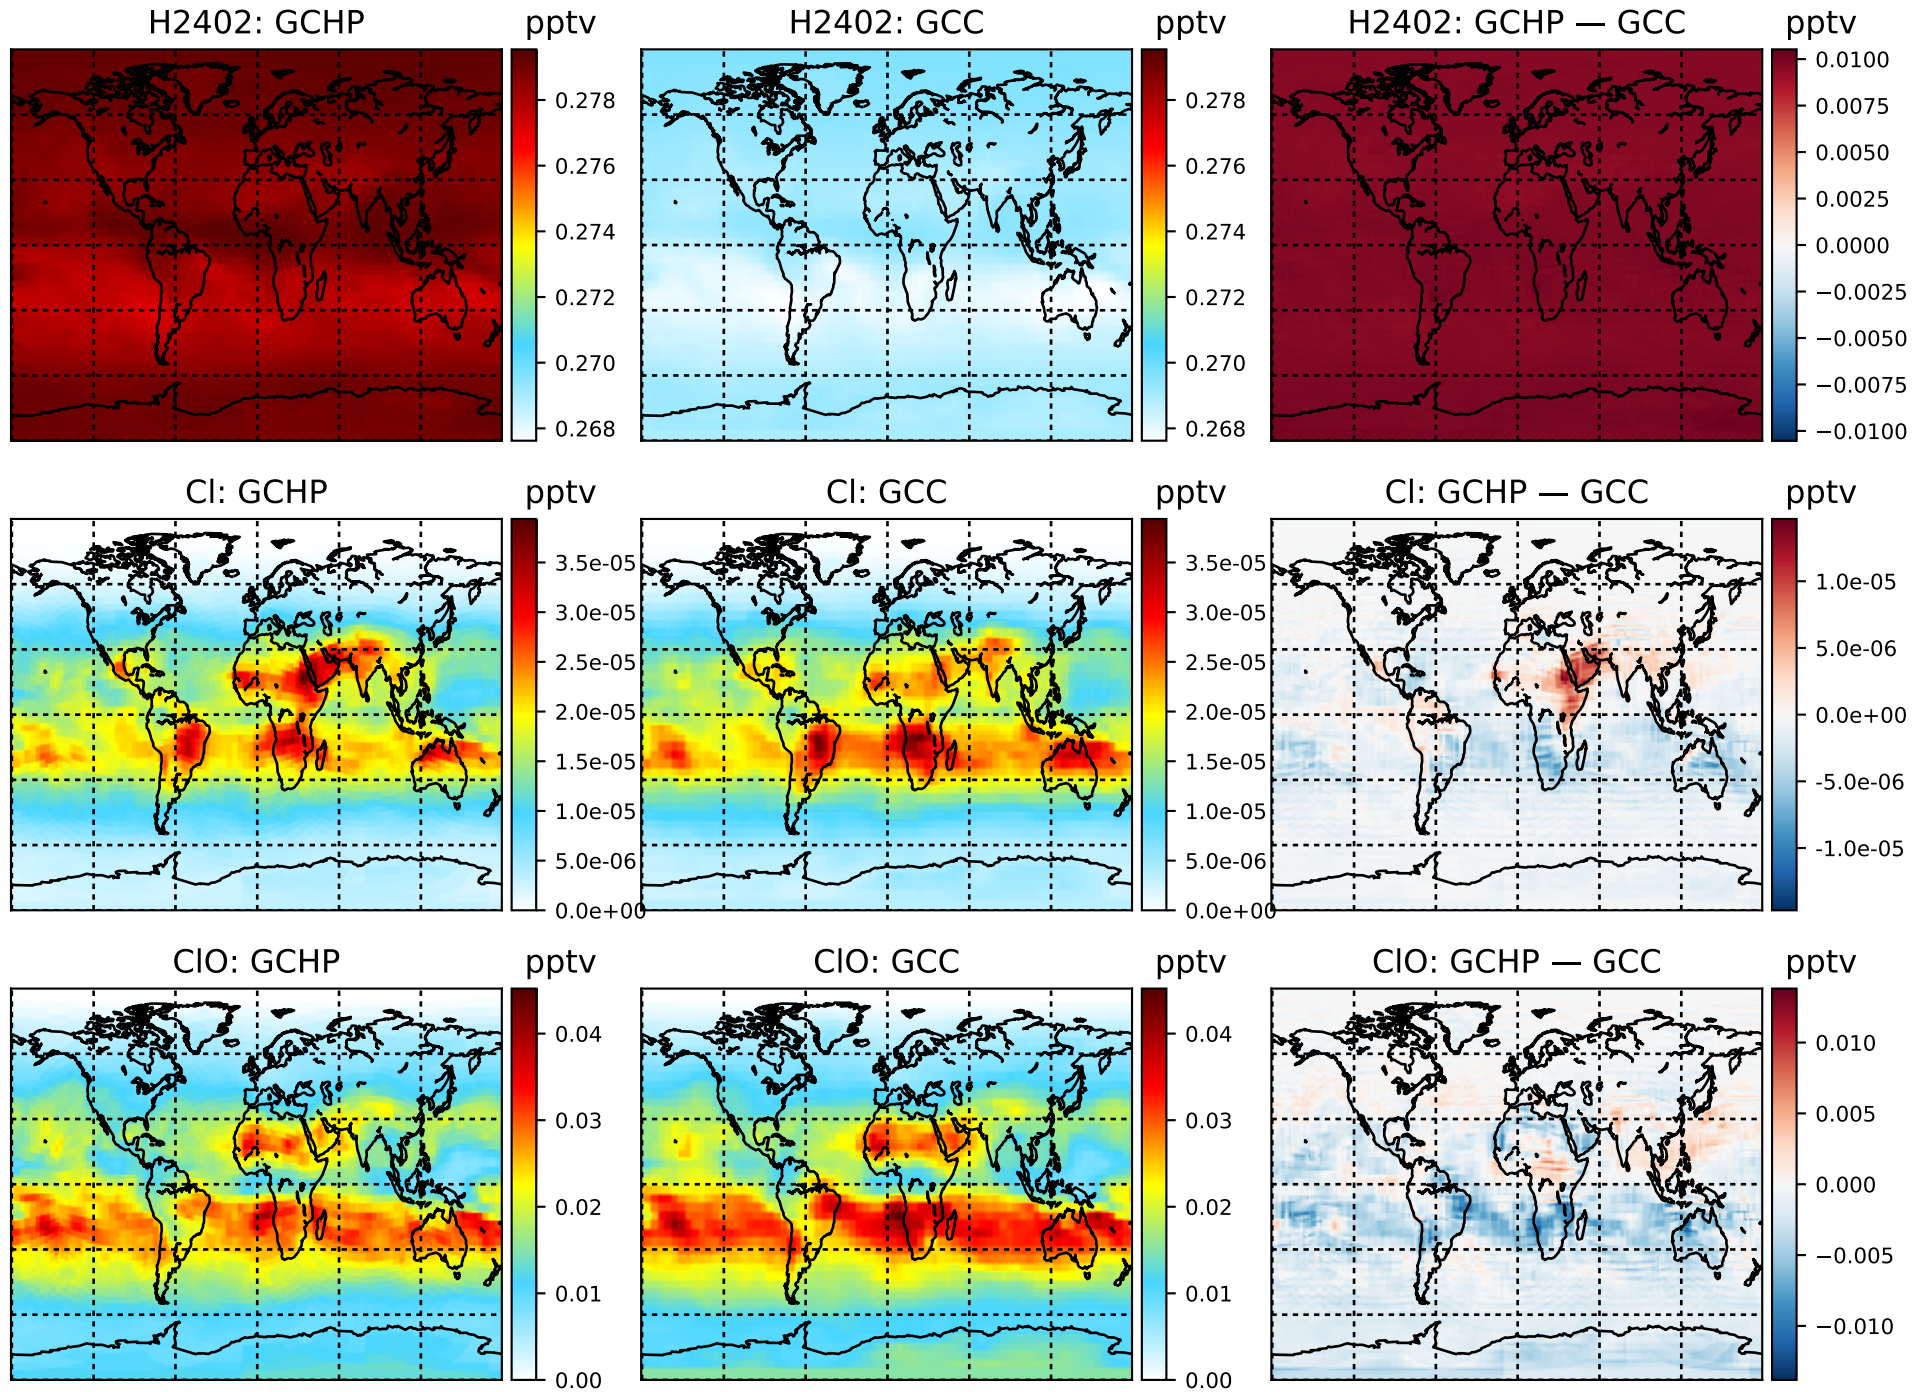 H2402: GCHP
pptv
H2402: GCC
pptv
H2402: GCHP — GCC
pptv
0.278
0.276
0.274
0.272
0.270
0.268
0.278
0.276
0.274
0.272
0.270
0.268
0.0100
0.0075
0.0050
0.0025
0.0000
−0.0025
−0.0050
−0.0075
−0.0100
Cl: GCHP
pptv
Cl: GCC
pptv
Cl: GCHP — GCC
pptv
3.5e-05
3.0e-05
2.5e-05
2.0e-05
1.5e-05
1.0e-05
5.0e-06
0.0e+00
3.5e-05
3.0e-05
2.5e-05
2.0e-05
1.5e-05
1.0e-05
5.0e-06
0.0e+00
1.0e-05
5.0e-06
0.0e+00
-5.0e-06
-1.0e-05
ClO: GCHP
pptv
ClO: GCC
pptv
ClO: GCHP — GCC
pptv
0.04
0.03
0.02
0.01
0.00
0.04
0.03
0.02
0.01
0.00
0.010
0.005
0.000
−0.005
−0.010